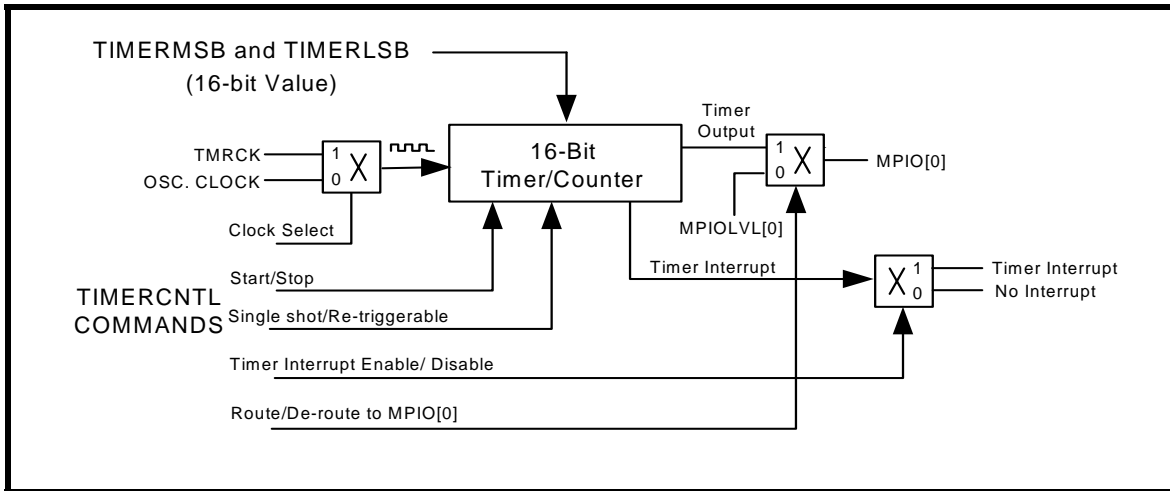 TIMERMSB and TIMERLSB
(16-bit Value)
Timer
Output
TMRCK
OSC. CLOCK
1
0
X
16-Bit
Timer/Counter
1
0
X
MPIO[0]
MPIOLVL[0]
Clock Select
Timer Interrupt
X
1
0
Timer Interrupt
No Interrupt
Start/Stop
TIMERCNTL
COMMANDS
Single shot/Re-triggerable
Timer Interrupt Enable/ Disable
Route/De-route to MPIO[0]